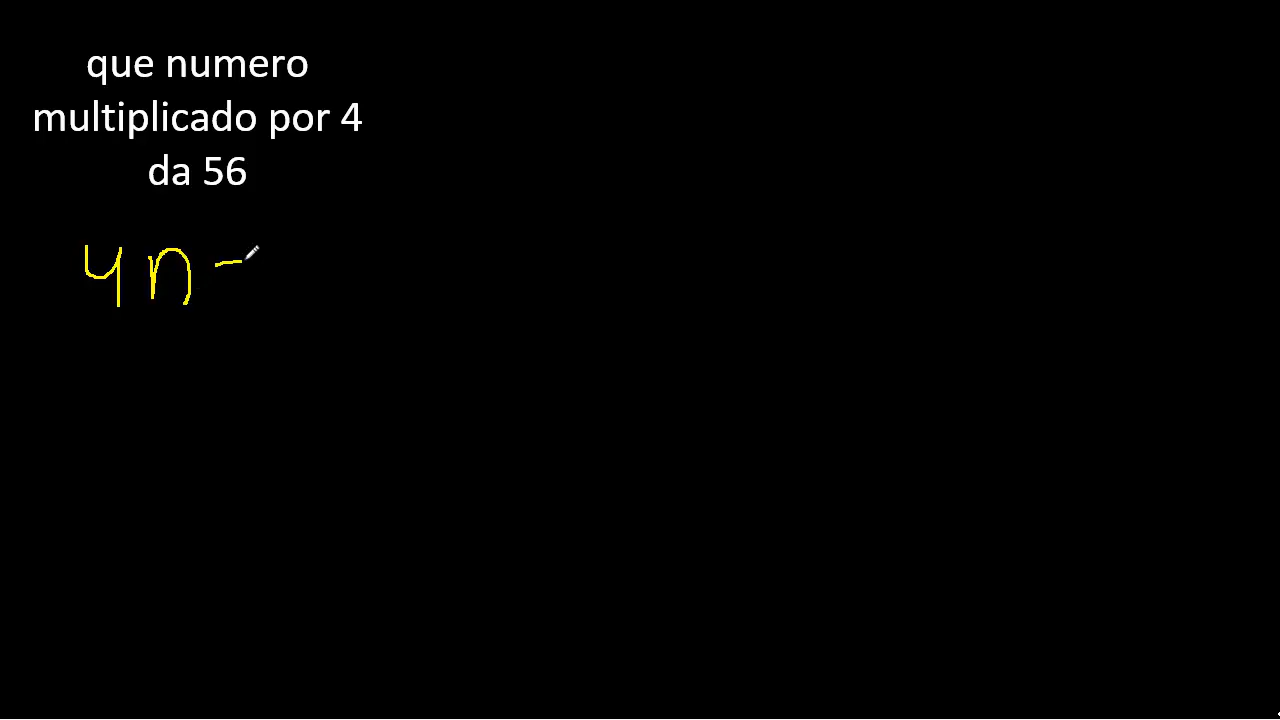 que numero
multiplicado por 4
da 56
4n -